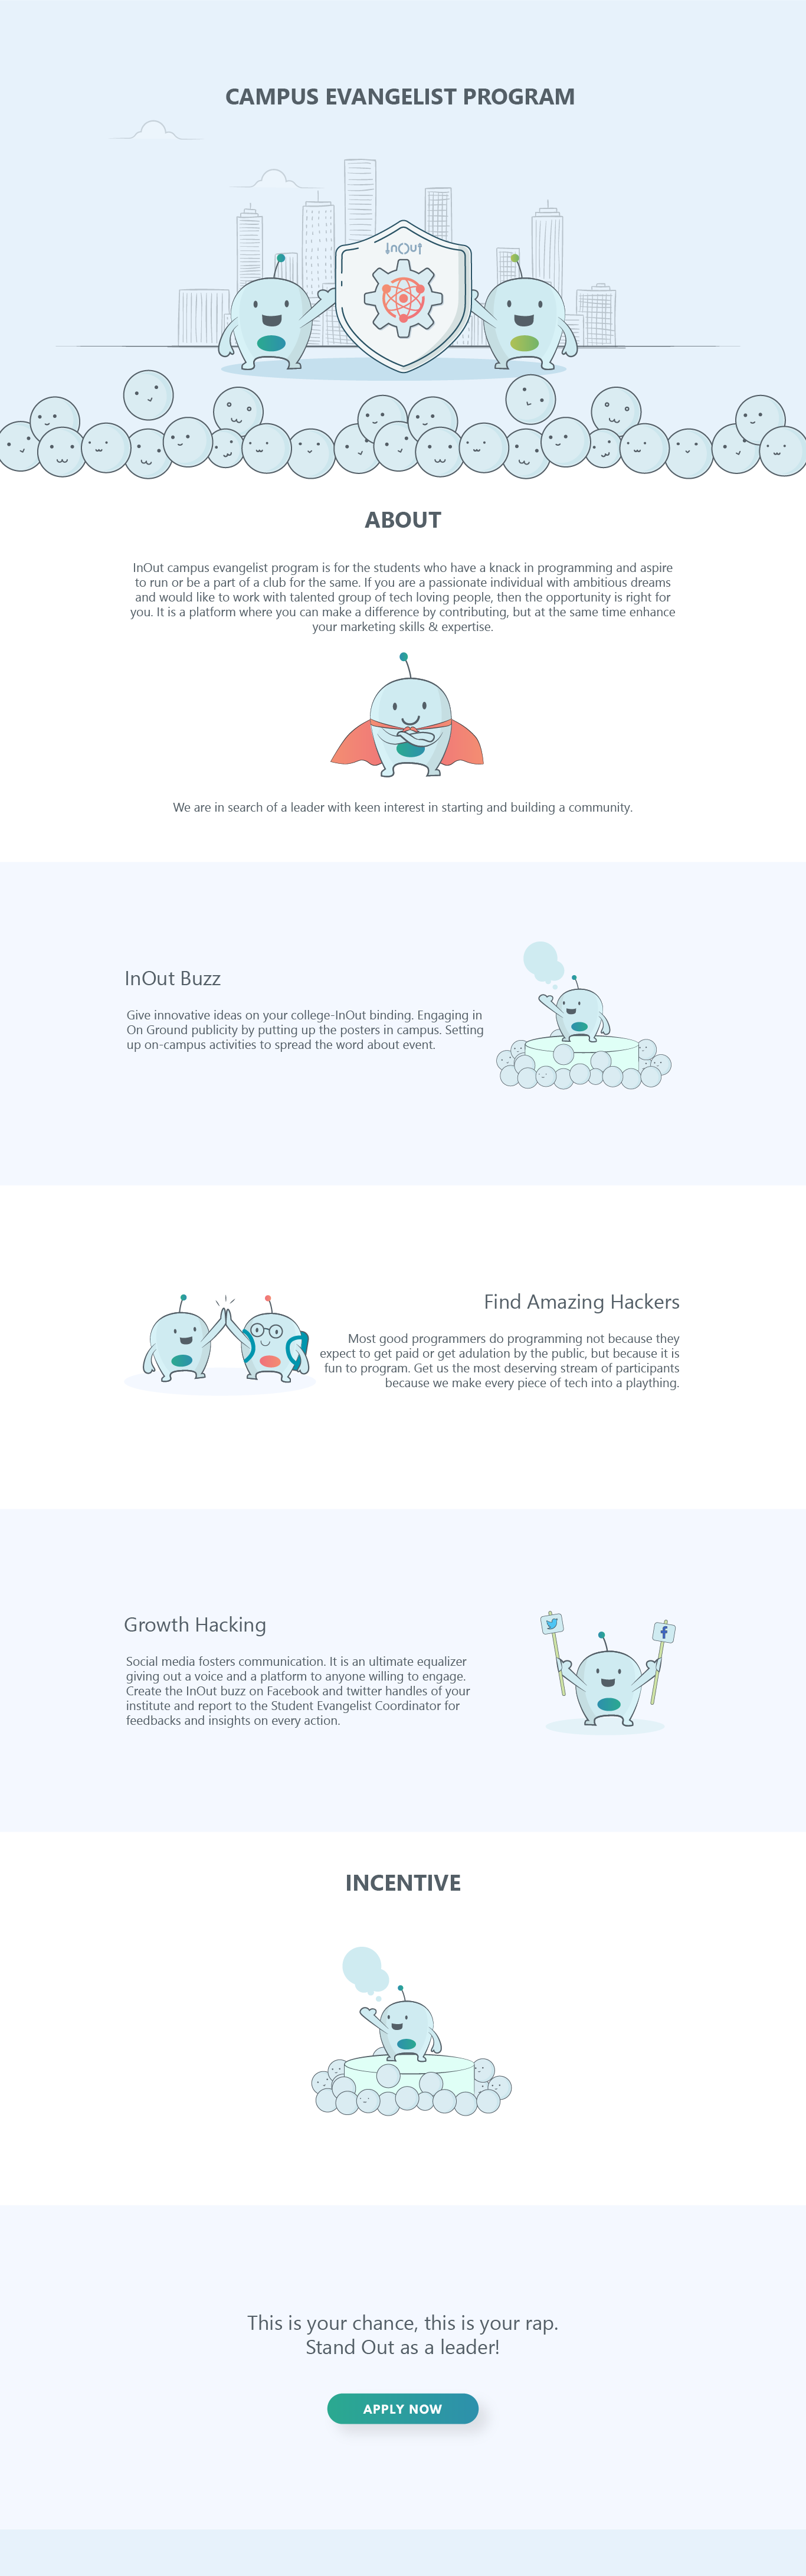 CAMPUS EVANGELIST PROGRAM
InOut
ABOUT
InOut campus evangelist program is for the students who have a knack in programming and aspire
to run or be a part of a club for the same. If you are a passionate individual with ambitious dreams
and would like to work with talented group of tech loving people, then the opportunity is right for
you. It is a platform where you can make a difference by contributing, but at the same time enhance
your marketing skills & expertise.
We are in search of a leader with keen interest in starting and building a community.
InOut Buzz
Give innovative ideas on your college-InOut binding. Engaging in
On Ground publicity by putting up the posters in campus. Setting
up on-campus activities to spread the word about event.
Find Amazing Hackers
Most good programmers do programming not because they
expect to get paid or get adulation by the public, but because it is
fun to program. Get us the most deserving stream of participants
because we make every piece of tech into a plaything.
Growth Hacking
Social media fosters communication. It is an ultimate equalizer
giving out a voice and a platform to anyone willing to engage.
Create the InOut buzz on Facebook and twitter handles of your
institute and report to the Student Evangelist Coordinator for
feedbacks and insights on every action.
INCENTIVE
This is your chance, this is your rap.
Stand Out as a leader!
APPLY NOW